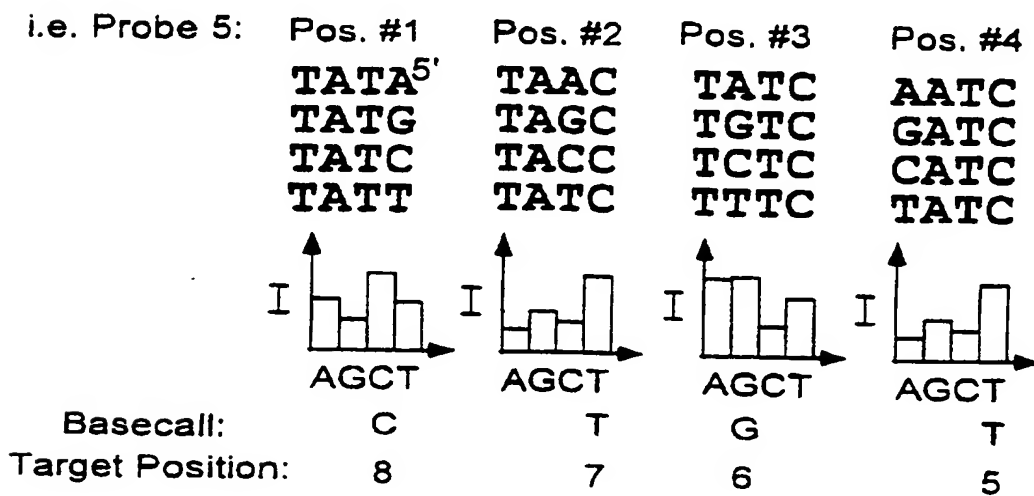 i.e. Probe 5: Pos. #1 Pos. #2 Pos. #3 Pos. #4
TATA5' TAAC TATC AATC
TATG TAGC TGTC GATC
TATC TACC TCTC CATC
TATT TATC TTTC TATC
I I I I
AGCT AGCT AGCT AGCT
Basecall: C T G T
Target Position: 8 7 6 5